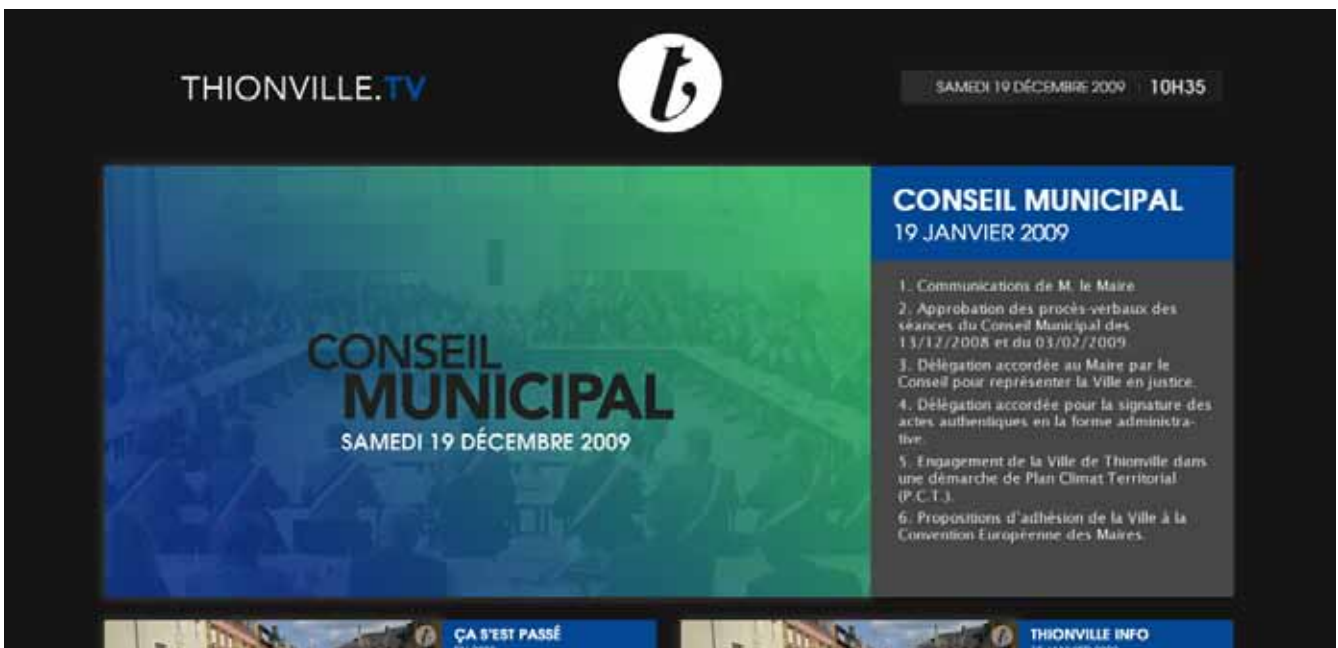 THIONVILLE.TV
t
SAMEDI 19 DÉCEMBRE 2009 10H35
CONSEIL
MUNICIPAL
SAMEDI 19 DÉCEMBRE 2009
CONSEIL MUNICIPAL
19 JANVIER 2009
1. Communications de M. le Maire
2. Approbation des procès-verbaux des
séances du Conseil Municipal des
13/12/2008 et du 03/02/2009.
3. Délégation accordée au Maire par le
Conseil pour représenter la Ville en justice.
4. Délégation accordée pour la signature des
actes authentiques en la forme administra-
tive.
5. Engagement de la Ville de Thionville dans
une démarche de Plan Climat Territorial
(P.C.T.).
6. Propositions d'adhésion de la Ville à la
Convention Européenne des Maires.
ÇA S'EST PASSÉ
THIONVILLE INFO